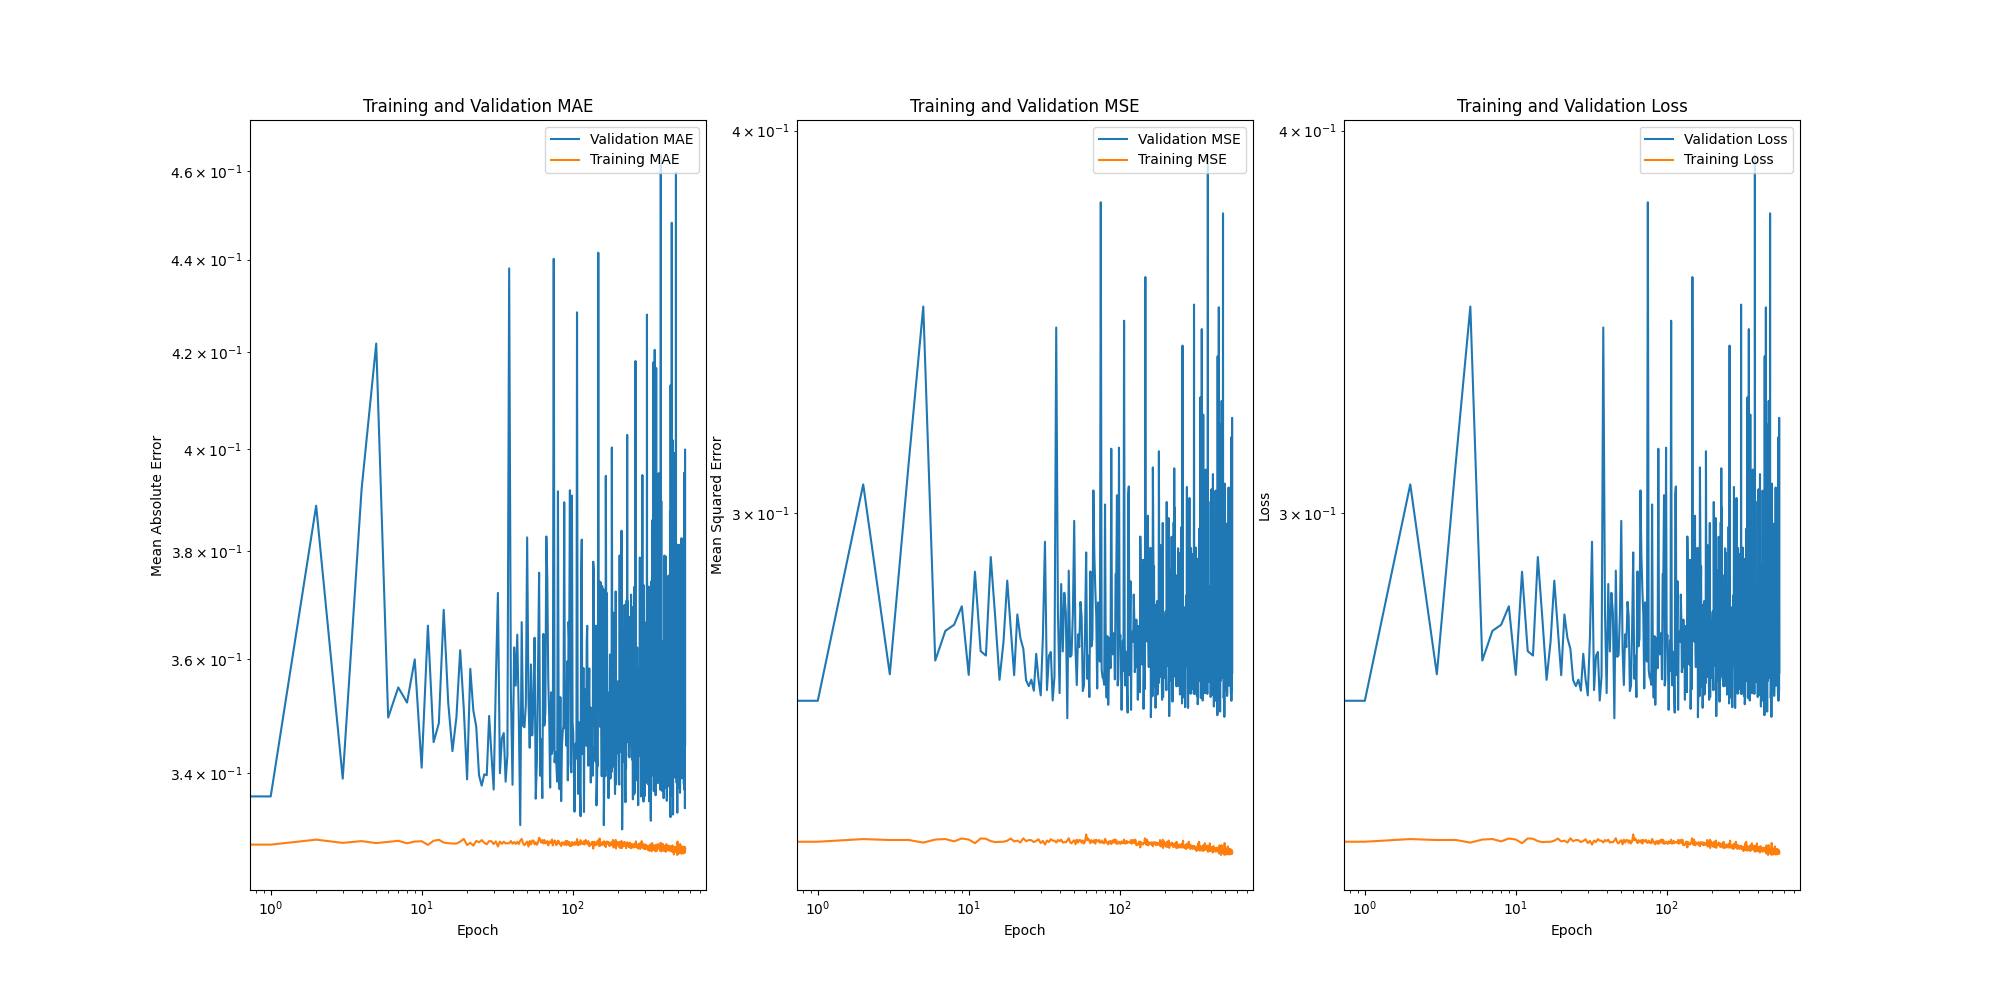 Training and Validation MAE
Validation MAE
Training MAE
4.6 × 10⁻¹
4.4 × 10⁻¹
4.2 × 10⁻¹
4 × 10⁻¹
3.8 × 10⁻¹
3.6 × 10⁻¹
3.4 × 10⁻¹
Mean Absolute Error
10⁰ 10¹ 10²
Epoch
Training and Validation MSE
Validation MSE
Training MSE
4 × 10⁻¹
3 × 10⁻¹
Mean Squared Error
10⁰ 10¹ 10²
Epoch
Training and Validation Loss
Validation Loss
Training Loss
4 × 10⁻¹
3 × 10⁻¹
Loss
10⁰ 10¹ 10²
Epoch